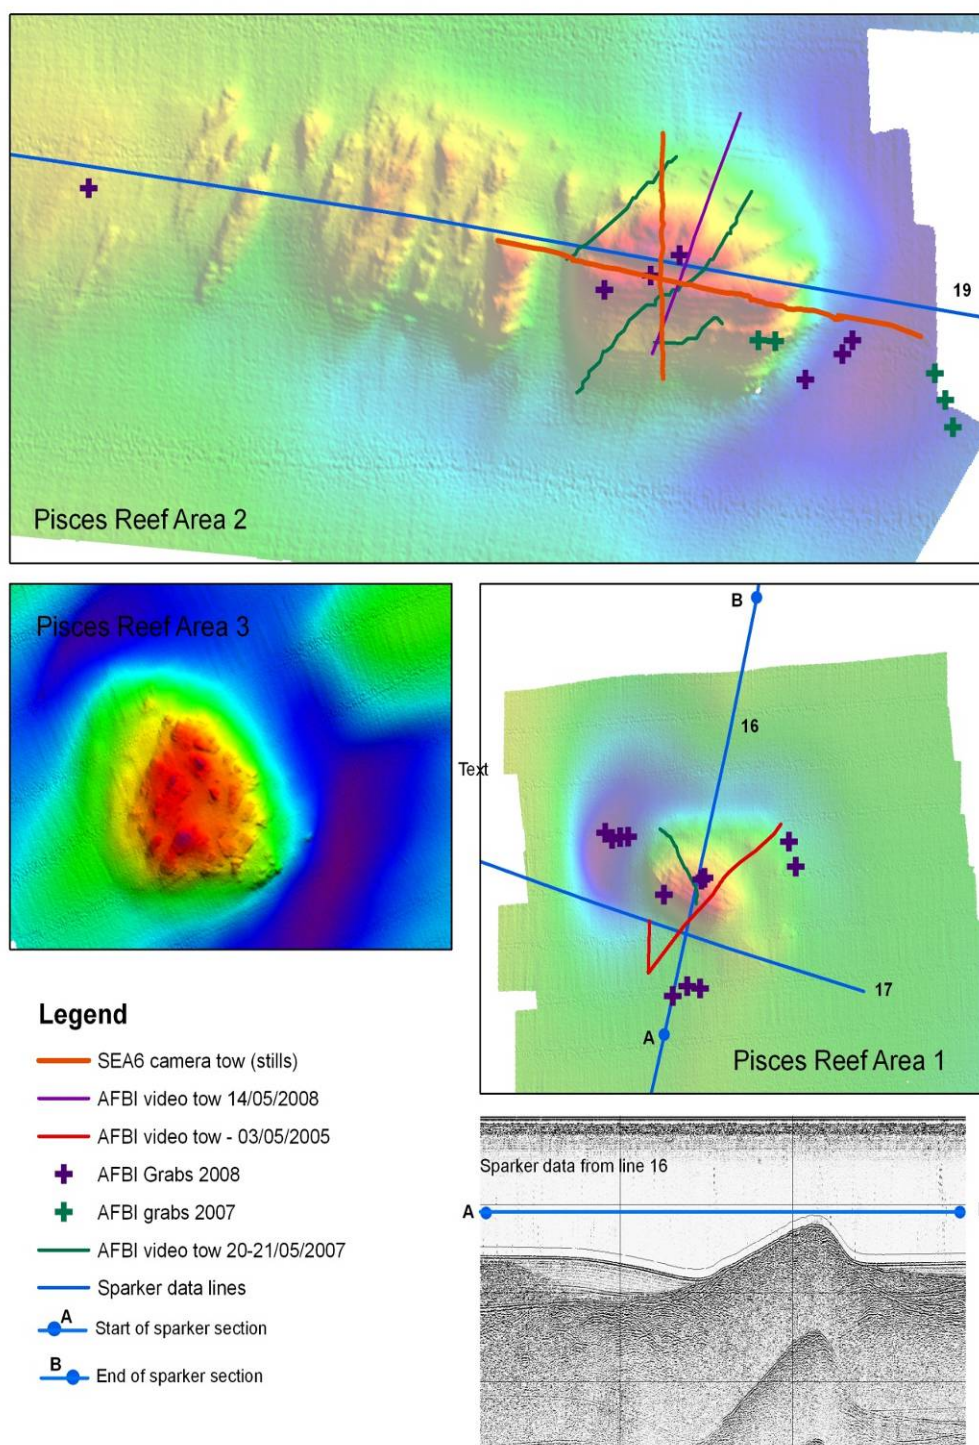 19
Pisces Reef Area 2
Pisces Reef Area 3
B
16
Text
17
A
Pisces Reef Area 1
Legend
SEA6 camera tow (stills)
AFBI video tow 14/05/2008
AFBI video tow - 03/05/2005
AFBI Grabs 2008
AFBI grabs 2007
AFBI video tow 20-21/05/2007
Sparker data lines
A
Start of sparker section
B
End of sparker section
Sparker data from line 16
A